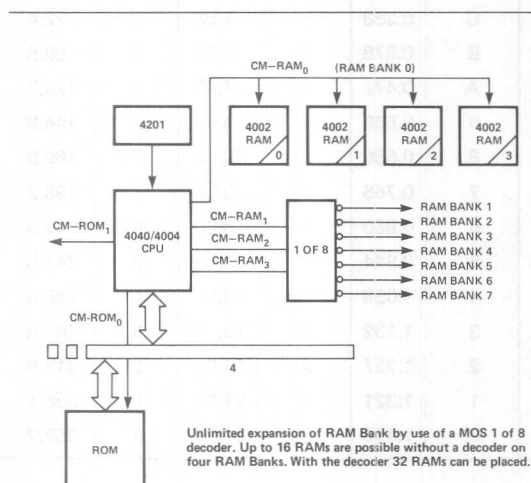 CM-RAM0 (RAM BANK 0)
4201
4002 RAM 0
4002 RAM 1
4002 RAM 2
4002 RAM 3
CM-ROM1
4040/4004 CPU
CM-RAM1
CM-RAM2
CM-RAM3
1 OF 8
RAM BANK 1
RAM BANK 2
RAM BANK 3
RAM BANK 4
RAM BANK 5
RAM BANK 6
RAM BANK 7
CM-ROM0
4
ROM
Unlimited expansion of RAM Bank by use of a MOS 1 of 8
decoder. Up to 16 RAMs are possible without a decoder on
four RAM Banks. With the decoder 32 RAMs can be placed.